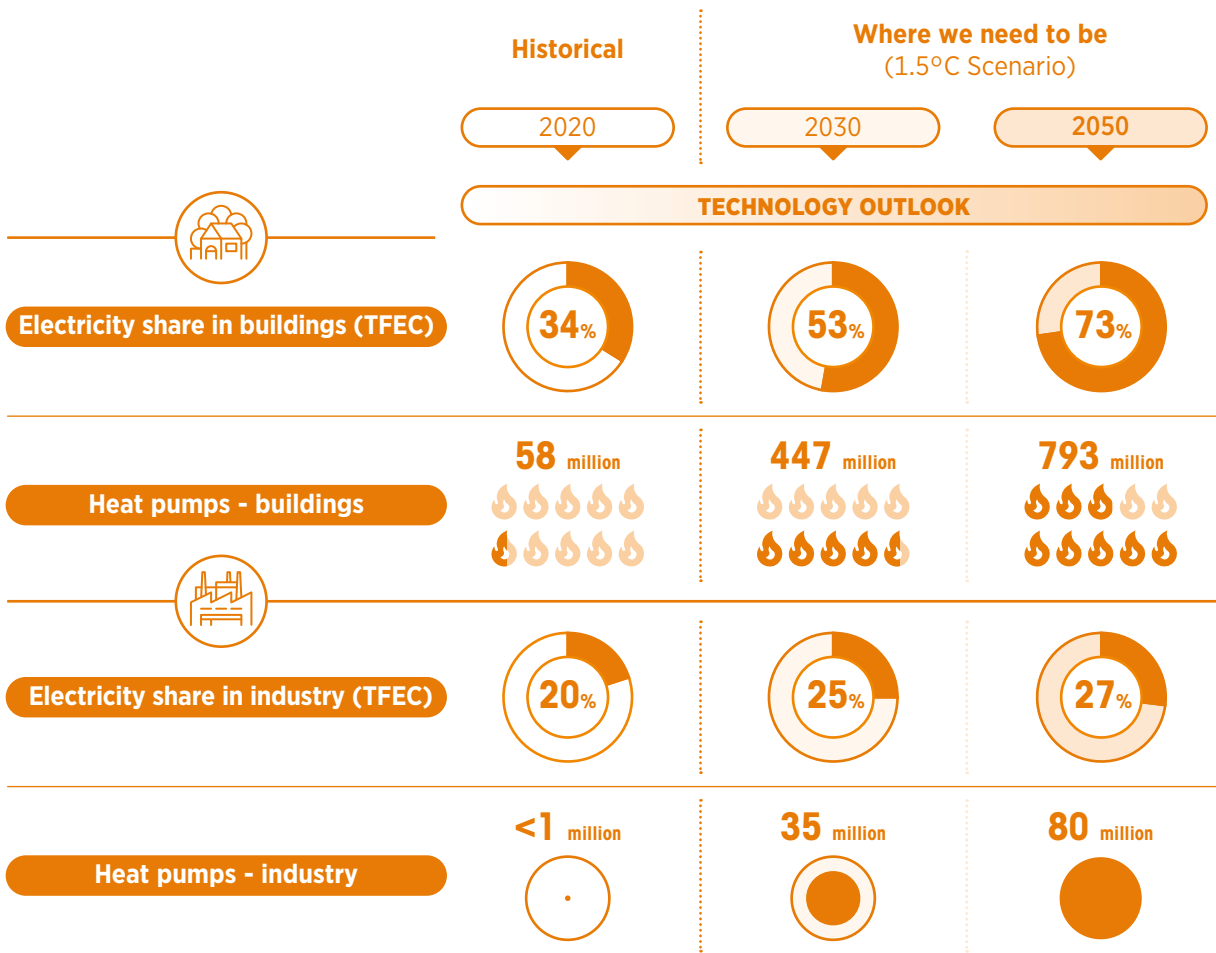 Historical
Where we need to be
(1.5°C Scenario)
2020
2030
2050
TECHNOLOGY OUTLOOK
Electricity share in buildings (TFEC)
34%
53%
73%
Heat pumps - buildings
58 million
447 million
793 million
Electricity share in industry (TFEC)
20%
25%
27%
Heat pumps - industry
<1 million
35 million
80 million